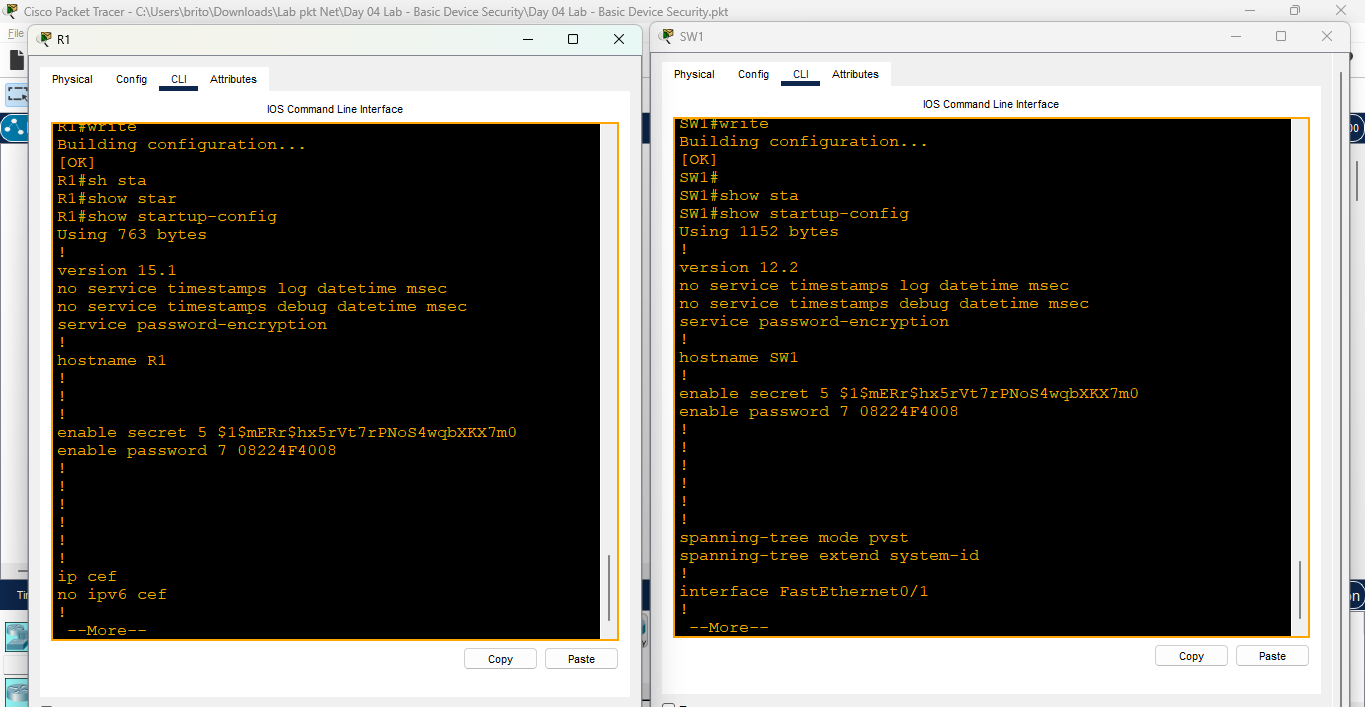 Cisco Packet Tracer - C:\Users\brito\Downloads\Lab pkt Net\Day 04 Lab - Basic Device Security\Day 04 Lab - Basic Device Security.pkt
File
R1
Physical Config CLI Attributes
IOS Command Line Interface
R1#write
Building configuration...
[OK]
R1#sh sta
R1#show star
R1#show startup-config
Using 763 bytes
!
version 15.1
no service timestamps log datetime msec
no service timestamps debug datetime msec
service password-encryption
!
hostname R1
!
!
!
enable secret 5 $1$mERr$hx5rVt7rPNoS4wqbXKX7m0
enable password 7 08224F4008
!
!
!
!
!
!
ip cef
no ipv6 cef
!
--More--
Copy Paste
SW1
Physical Config CLI Attributes
IOS Command Line Interface
SW1#write
Building configuration...
[OK]
SW1#
SW1#show sta
SW1#show startup-config
Using 1152 bytes
!
version 12.2
no service timestamps log datetime msec
no service timestamps debug datetime msec
service password-encryption
!
hostname SW1
!
enable secret 5 $1$mERr$hx5rVt7rPNoS4wqbXKX7m0
enable password 7 08224F4008
!
!
!
!
!
!
spanning-tree mode pvst
spanning-tree extend system-id
!
interface FastEthernet0/1
!
--More--
Copy Paste